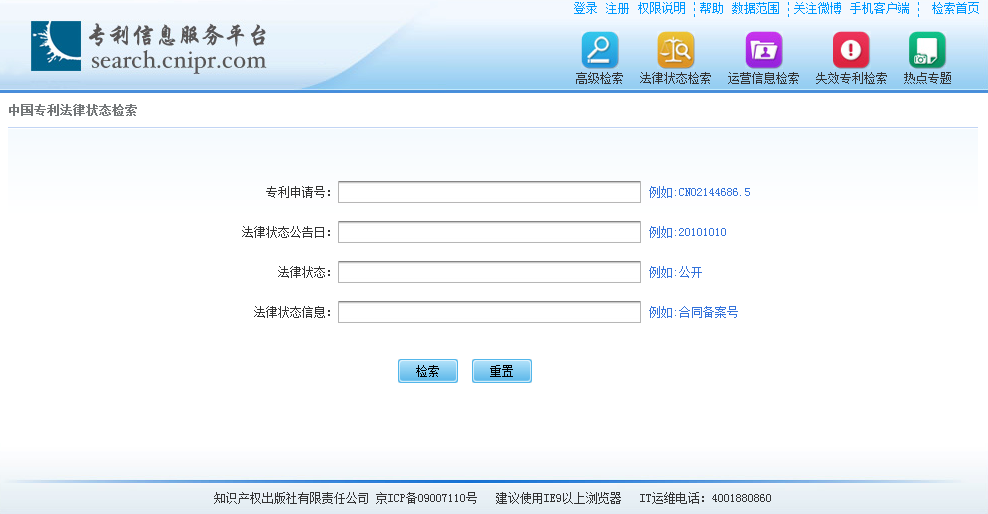 登录 注册 权限说明 帮助 数据范围 关注微博 手机客户端 检索首页
专利信息服务平台
search.cnipr.com
高级检索 法律状态检索 运营信息检索 失效专利检索 热点专题
中国专利法律状态检索
专利申请号： 例如:CN02144686.5
法律状态公告日： 例如:20101010
法律状态： 例如:公开
法律状态信息： 例如:合同备案号
检索 重置
知识产权出版社有限责任公司 京ICP备09007110号 建议使用IE9以上浏览器 IT运维电话：4001880860